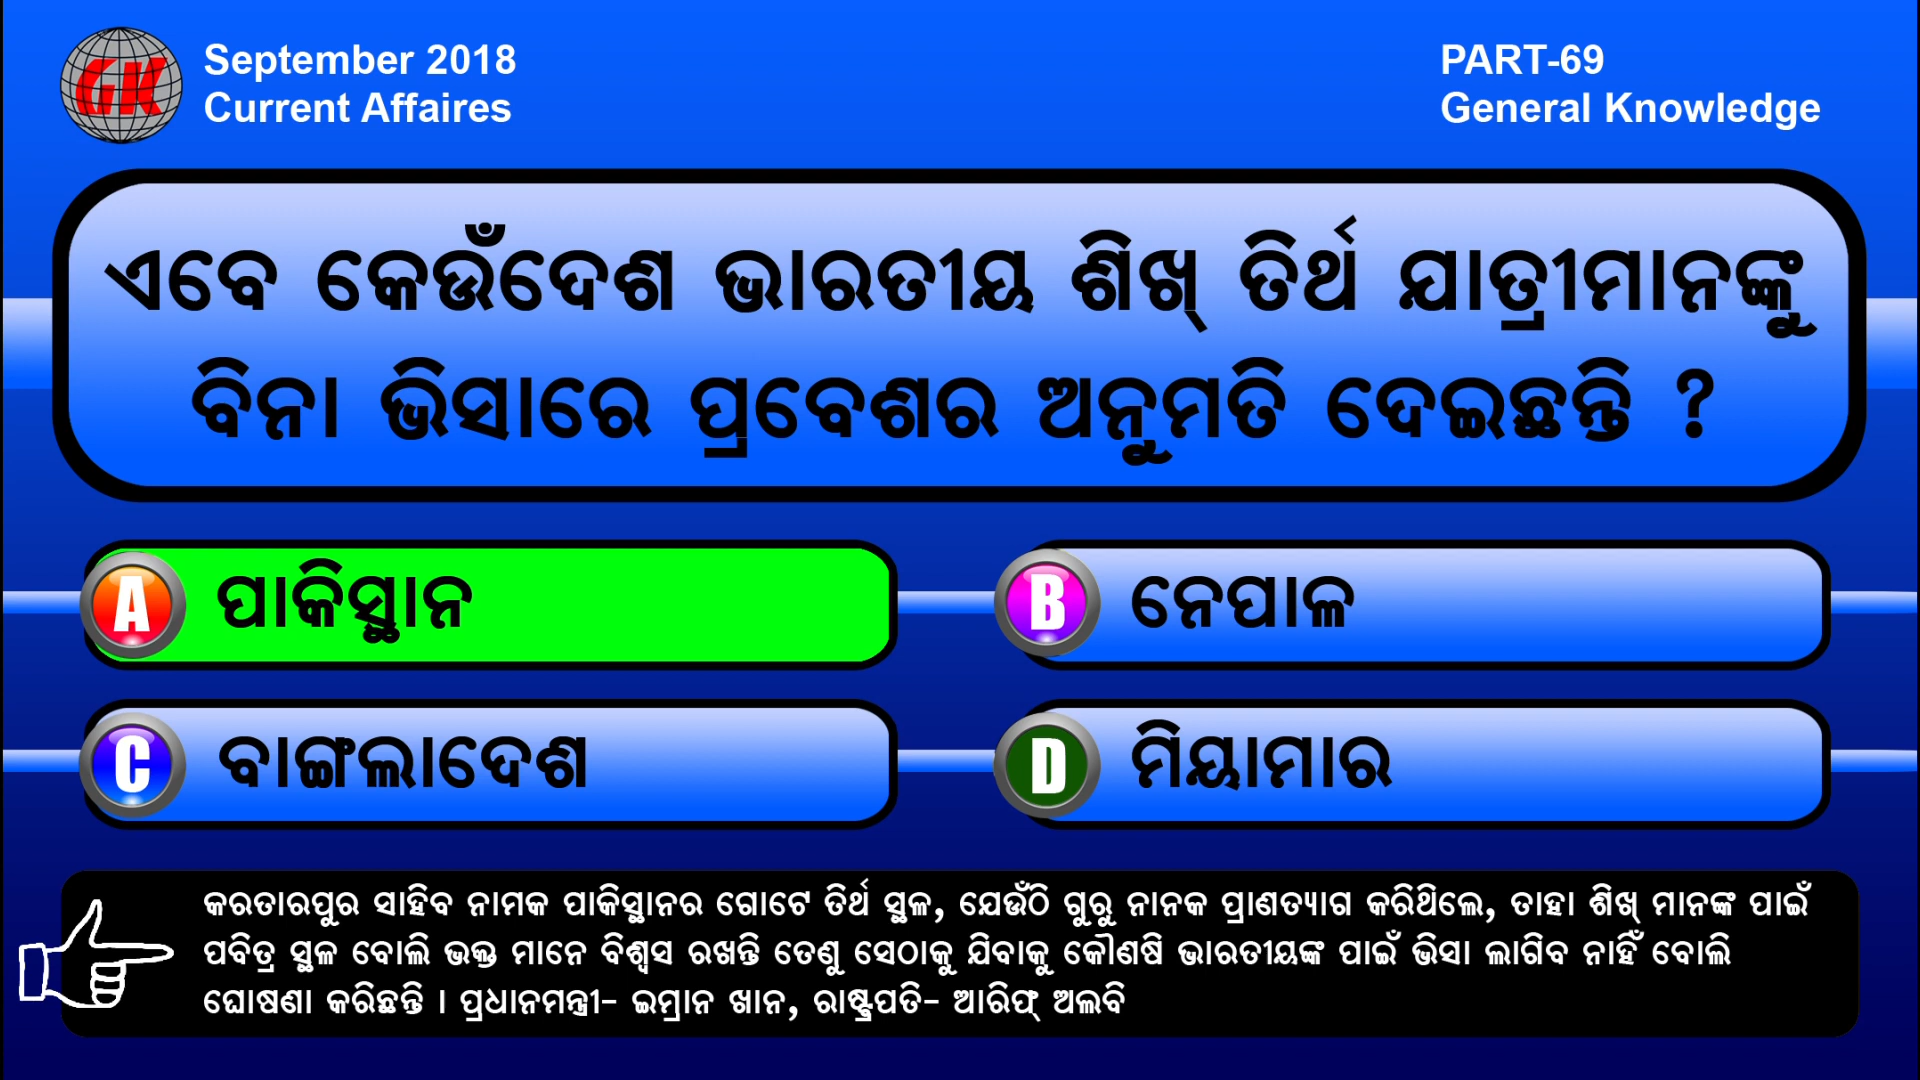 GK
September 2018
Current Affaires
PART-69
General Knowledge
ଏବେ କେଉଁଦେଶ ଭାରତୀୟ ଶିଖ୍ ତିର୍ଥ ଯାତ୍ରୀମାନଙ୍କୁ
ବିନା ଭିସାରେ ପ୍ରବେଶର ଅନୁମତି ଦେଇଛନ୍ତି ?
A ପାକିସ୍ଥାନ
B ନେପାଳ
C ବାଙ୍ଗଲାଦେଶ
D ମିୟାମାର
କରତାରପୁର ସାହିବ ନାମକ ପାକିସ୍ଥାନର ଗୋଟେ ତିର୍ଥ ସ୍ଥଳ, ଯେଉଁଠି ଗୁରୁ ନାନକ ପ୍ରାଣତ୍ୟାଗ କରିଥିଲେ, ତାହା ଶିଖ୍ ମାନଙ୍କ ପାଇଁ
ପବିତ୍ର ସ୍ଥଳ ବୋଲି ଭକ୍ତ ମାନେ ବିଶ୍ୱସ ରଖନ୍ତି ତେଣୁ ସେଠାକୁ ଯିବାକୁ କୌଣଷି ଭାରତୀୟଙ୍କ ପାଇଁ ଭିସା ଲାଗିବ ନାହିଁ ବୋଲି
ଘୋଷଣା କରିଛନ୍ତି । ପ୍ରଧାନମନ୍ତ୍ରୀ- ଇମ୍ରାନ ଖାନ, ରାଷ୍ଟ୍ରପତି- ଆରିଫ୍ ଅଲବି